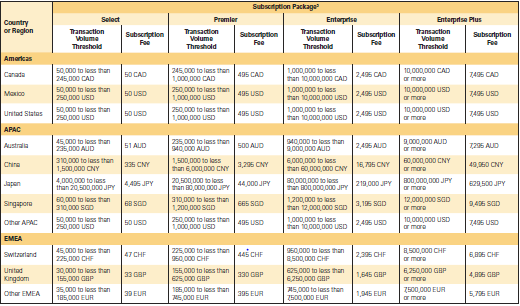 Subscription Package²
Country or Region Select Premier Enterprise Enterprise Plus
Transaction Volume Threshold Subscription Fee Transaction Volume Threshold Subscription Fee Transaction Volume Threshold Subscription Fee Transaction Volume Threshold Subscription Fee
Americas
Canada 50,000 to less than 245,000 CAD 50 CAD 245,000 to less than 1,000,000 CAD 495 CAD 1,000,000 to less than 10,000,000 CAD 2,495 CAD 10,000,000 CAD or more 7,495 CAD
Mexico 50,000 to less than 250,000 USD 50 USD 250,000 to less than 1,000,000 USD 495 USD 1,000,000 to less than 10,000,000 USD 2,495 USD 10,000,000 USD or more 7,495 USD
United States 50,000 to less than 250,000 USD 50 USD 250,000 to less than 1,000,000 USD 495 USD 1,000,000 to less than 10,000,000 USD 2,495 USD 10,000,000 USD or more 7,495 USD
APAC
Australia 45,000 to less than 235,000 AUD 51 AUD 235,000 to less than 940,000 AUD 500 AUD 940,000 to less than 9,000,000 AUD 2,495 AUD 9,000,000 AUD or more 7,295 AUD
China 310,000 to less than 1,500,000 CNY 335 CNY 1,500,000 to less than 6,000,000 CNY 3,295 CNY 6,000,000 to less than 60,000,000 CNY 16,795 CNY 60,000,000 CNY or more 49,950 CNY
Japan 4,000,000 to less than 20,500,000 JPY 4,495 JPY 20,500,000 to less than 80,000,000 JPY 44,000 JPY 80,000,000 to less than 800,000,000 JPY 219,000 JPY 800,000,000 JPY or more 629,500 JPY
Singapore 60,000 to less than 310,000 SGD 68 SGD 310,000 to less than 1,200,000 SGD 665 SGD 1,200,000 to less than 12,000,000 SGD 3,195 SGD 12,000,000 SGD or more 9,495 SGD
Other APAC 50,000 to less than 250,000 USD 50 USD 250,000 to less than 1,000,000 USD 495 USD 1,000,000 to less than 10,000,000 USD 2,495 USD 10,000,000 USD or more 7,495 USD
EMEA
Switzerland 45,000 to less than 225,000 CHF 47 CHF 225,000 to less than 950,000 CHF 445 CHF 950,000 to less than 8,500,000 CHF 2,395 CHF 8,500,000 CHF or more 6,895 CHF
United Kingdom 30,000 to less than 155,000 GBP 33 GBP 155,000 to less than 625,000 GBP 330 GBP 625,000 to less than 6,250,000 GBP 1,645 GBP 6,250,000 GBP or more 4,895 GBP
Other EMEA 35,000 to less than 185,000 EUR 39 EUR 185,000 to less than 745,000 EUR 395 EUR 745,000 to less than 7,500,000 EUR 1,945 EUR 7,500,000 EUR or more 5,795 EUR